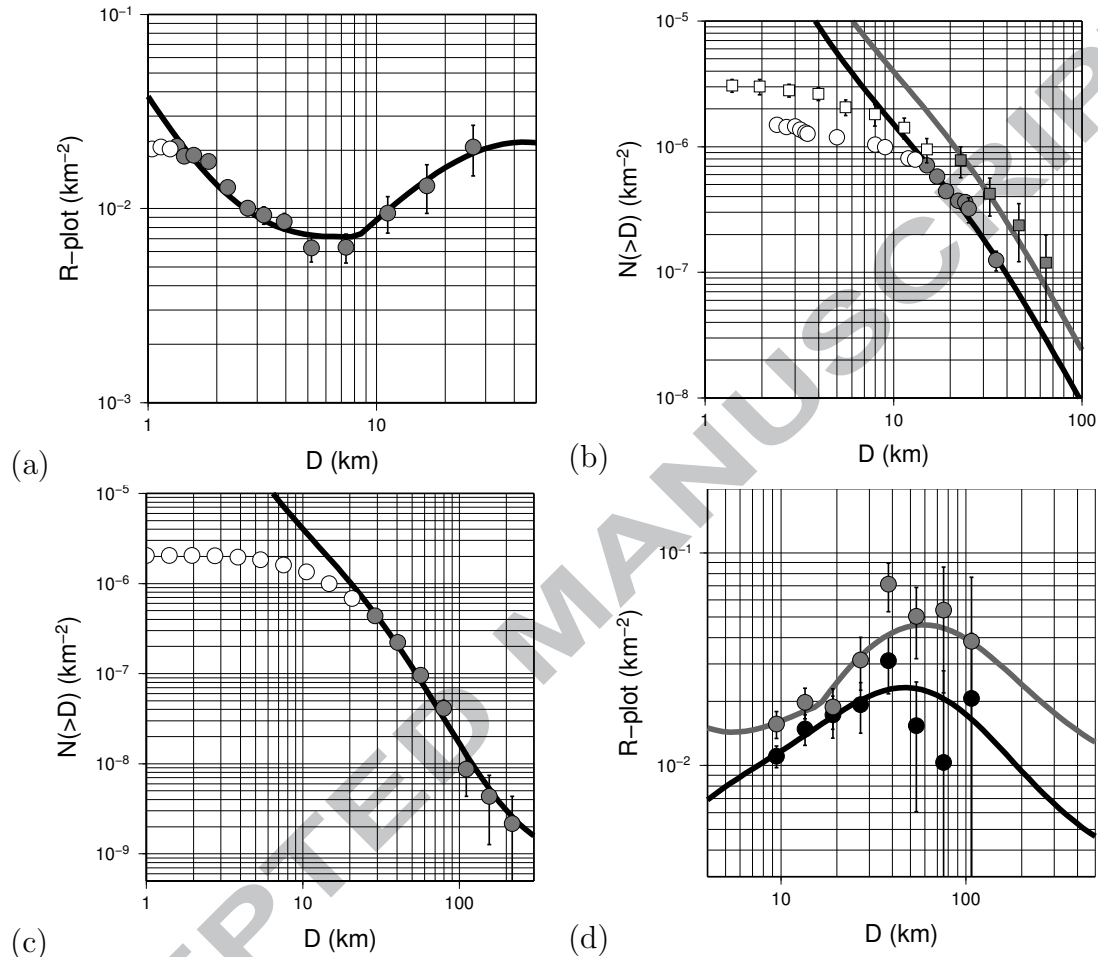 10⁻¹
10⁻²
10⁻³
R−plot (km⁻²)
1
10
D (km)
(a)
10⁻⁵
10⁻⁶
10⁻⁷
10⁻⁸
N(>D) (km⁻²)
1
10
100
D (km)
(b)
10⁻⁵
10⁻⁶
10⁻⁷
10⁻⁸
10⁻⁹
N(>D) (km⁻²)
1
10
100
D (km)
(c)
10⁻¹
10⁻²
R−plot (km⁻²)
10
100
D (km)
(d)
EPTED MANUSCRIP